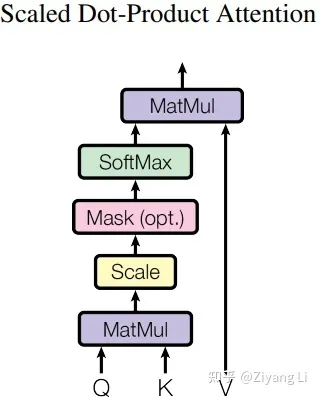 Scaled Dot-Product Attention
MatMul
SoftMax
Mask (opt.)
Scale
MatMul
Q K V
知乎 @Ziyang Li